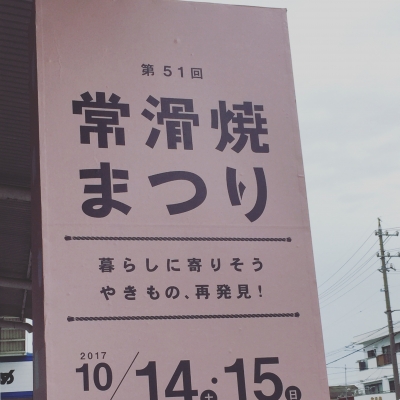 第51回
常滑焼
まつり
暮らしに寄りそう
やきもの、再発見!
2017
10/14土・15日